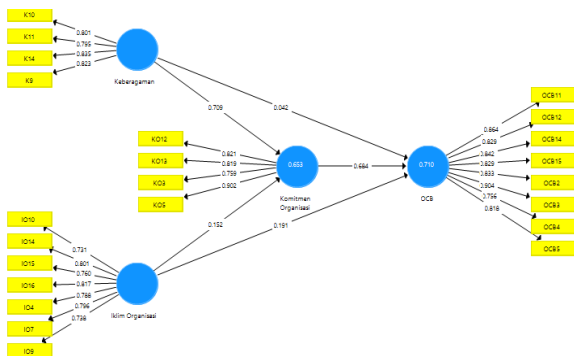 K10
K11
K14
K9
0.801
0.795
0.835
0.823
Keberagaman
0.709
0.042
KO12
KO13
KO3
KO5
0.821
0.819
0.759
0.902
0.653
Komitmen
Organisasi
0.684
0.710
OCB
OCB11
OCB12
OCB14
OCB15
OCB2
OCB3
OCB4
OCB5
0.864
0.829
0.842
0.829
0.833
0.904
0.756
0.818
0.152
0.191
IO10
IO14
IO15
IO16
IO4
IO7
IO9
0.731
0.801
0.760
0.817
0.788
0.796
0.738
Iklim Organisasi